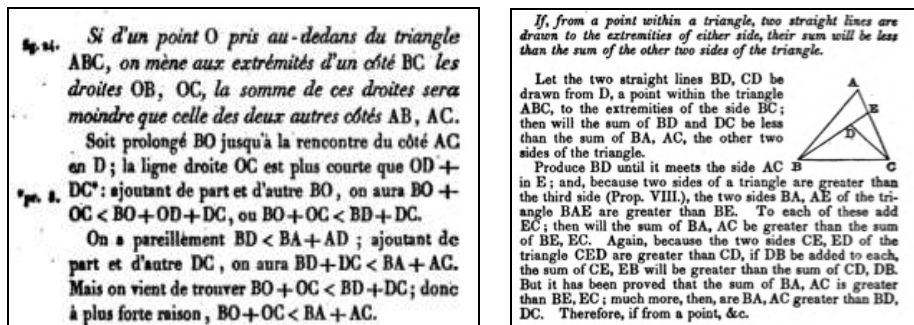 fig. 24.
Si d'un point O pris au-dedans du triangle
ABC, on mène aux extrémités d'un côté BC les
droites OB, OC, la somme de ces droites sera
moindre que celle des deux autres côtés AB, AC.
Soit prolongé BO jusqu'à la rencontre du côté AC
en D ; la ligne droite OC est plus courte que OD +
*pr. 3.
DC* : ajoutant de part et d'autre BO, on aura BO +
OC < BO + OD + DC, ou BO + OC < BD + DC.
On a pareillement BD < BA + AD ; ajoutant de
part et d'autre DC, on aura BD + DC < BA + AC.
Mais on vient de trouver BO + OC < BD + DC ; donc
à plus forte raison, BO + OC < BA + AC.
If, from a point within a triangle, two straight lines are
drawn to the extremities of either side, their sum will be less
than the sum of the other two sides of the triangle.
Let the two straight lines BD, CD be
drawn from D, a point within the triangle
ABC, to the extremities of the side BC ;
then will the sum of BD and DC be less
than the sum of BA, AC, the other two
sides of the triangle.
A
E
D
B
C
Produce BD until it meets the side AC
in E ; and, because two sides of a triangle are greater than
the third side (Prop. VIII.), the two sides BA, AE of the tri-
angle BAE are greater than BE. To each of these add
EC ; then will the sum of BA, AC be greater than the sum
of BE, EC. Again, because the two sides CE, ED of the
triangle CED are greater than CD, if DB be added to each,
the sum of CE, EB will be greater than the sum of CD, DB.
But it has been proved that the sum of BA, AC is greater
than BE, EC ; much more, then, are BA, AC greater than BD,
DC. Therefore, if from a point, &c.